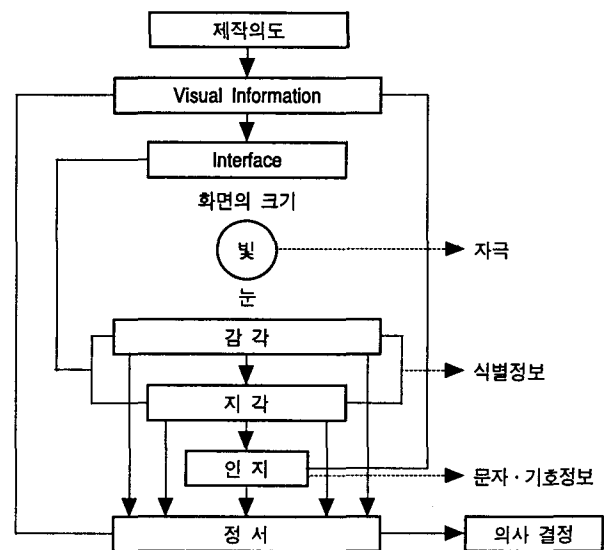 제작의도
Visual Information
Interface
화면의 크기
빛
자극
눈
감 각
식별정보
지 각
인 지
문자 · 기호정보
정 서
의사 결정